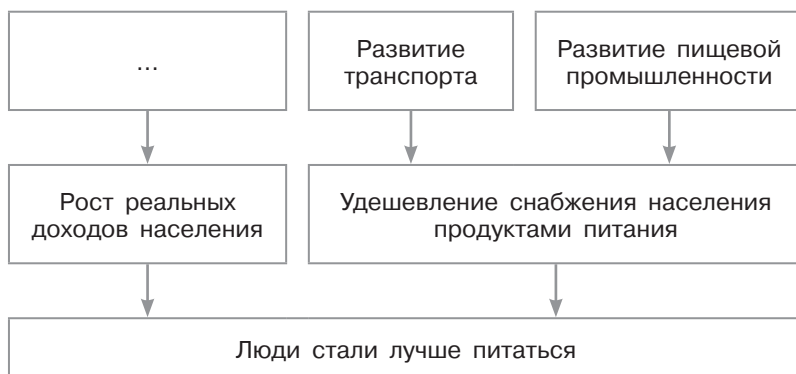 ...
Развитие
транспорта
Развитие пищевой
промышленности
Рост реальных
доходов населения
Удешевление снабжения населения
продуктами питания
Люди стали лучше питаться